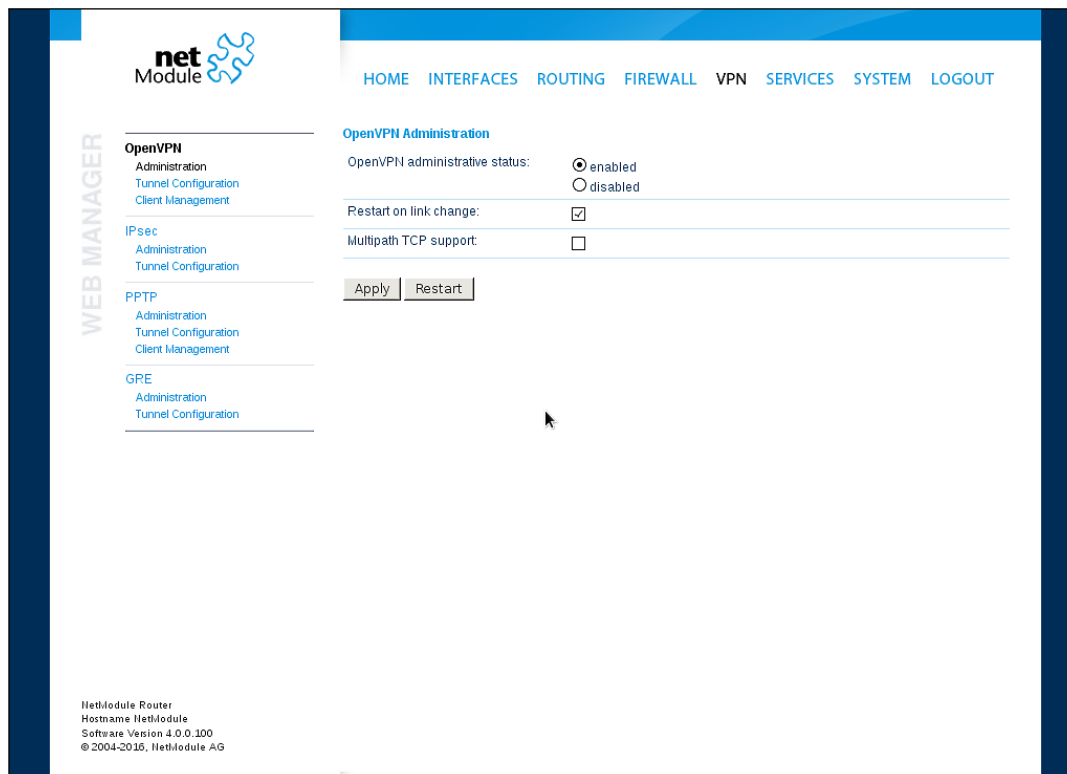 net
Module
HOME INTERFACES ROUTING FIREWALL VPN SERVICES SYSTEM LOGOUT
WEB MANAGER
OpenVPN
Administration
Tunnel Configuration
Client Management
IPsec
Administration
Tunnel Configuration
PPTP
Administration
Tunnel Configuration
Client Management
GRE
Administration
Tunnel Configuration
OpenVPN Administration
OpenVPN administrative status:
enabled
disabled
Restart on link change:
Multipath TCP support:
Apply Restart
NetModule Router
Hostname NetModule
Software Version 4.0.0.100
© 2004-2016, NetModule AG